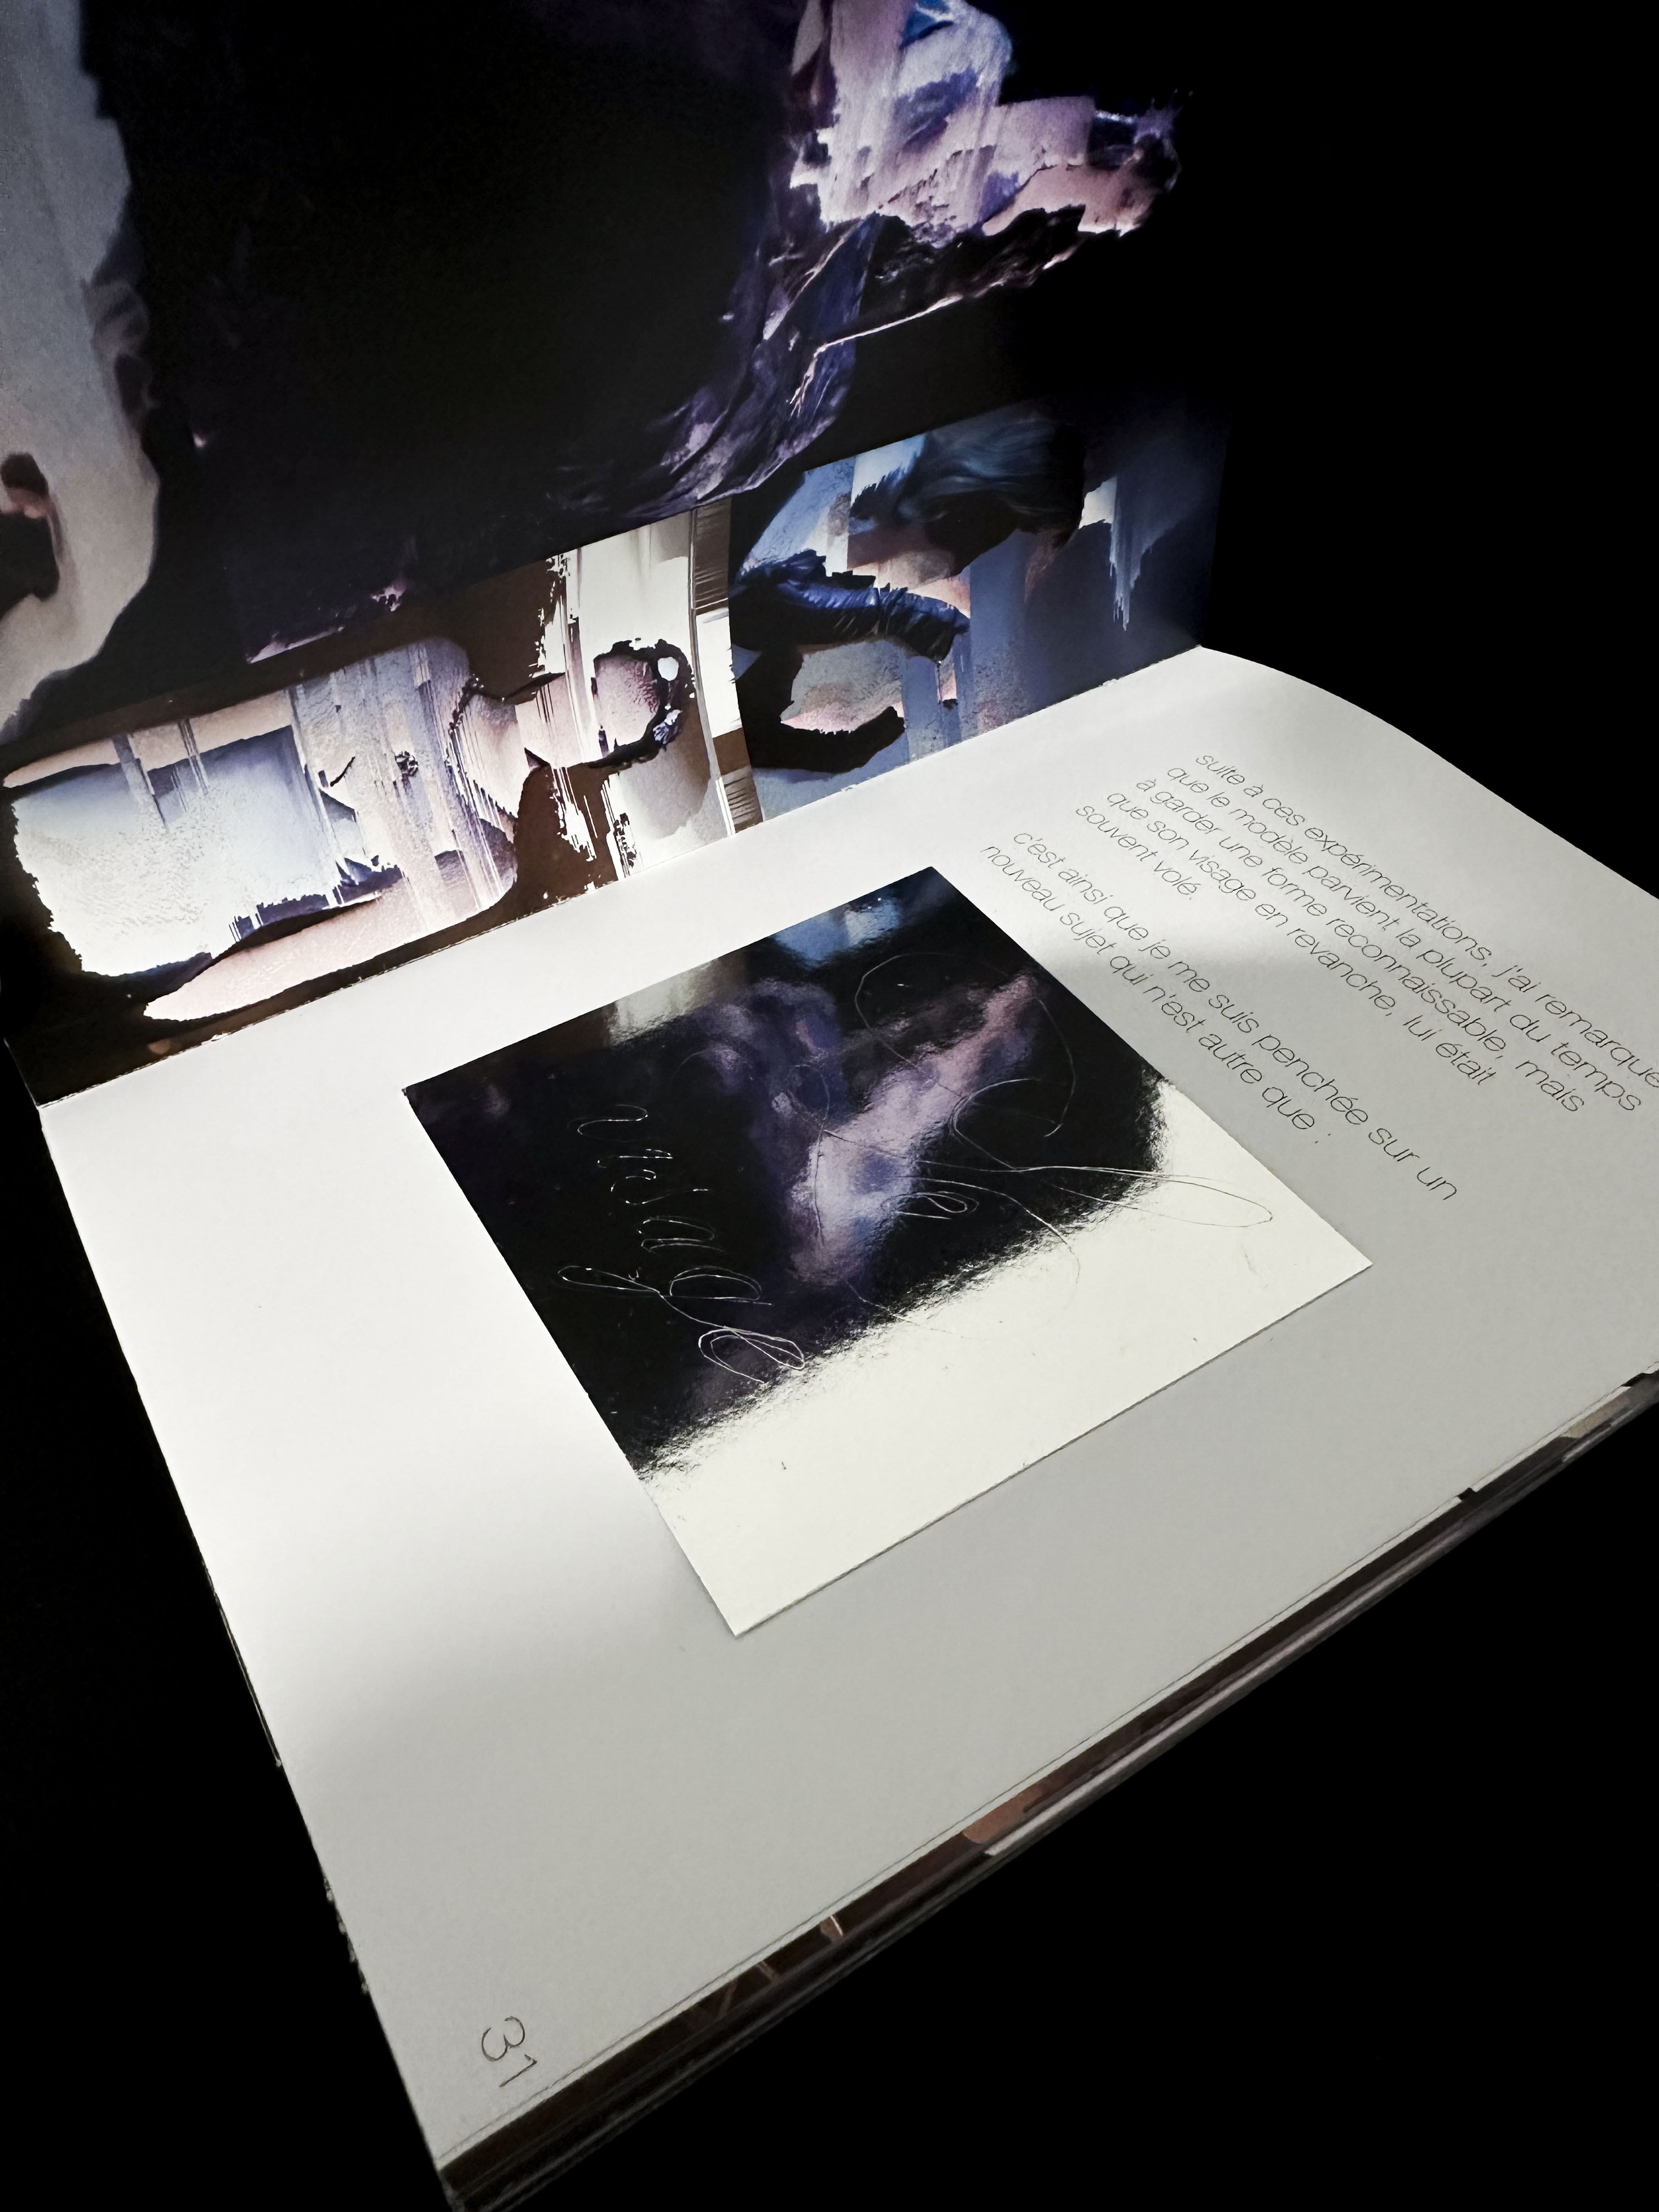 suite à ces expérimentations, j'ai remarqué
que le modèle parvient la plupart du temps
à garder une forme reconnaissable, mais
que son visage en revanche, lui était
souvent volé.
c'est ainsi que je me suis penchée sur un
nouveau sujet qui n'est autre que :
Le
visage
31